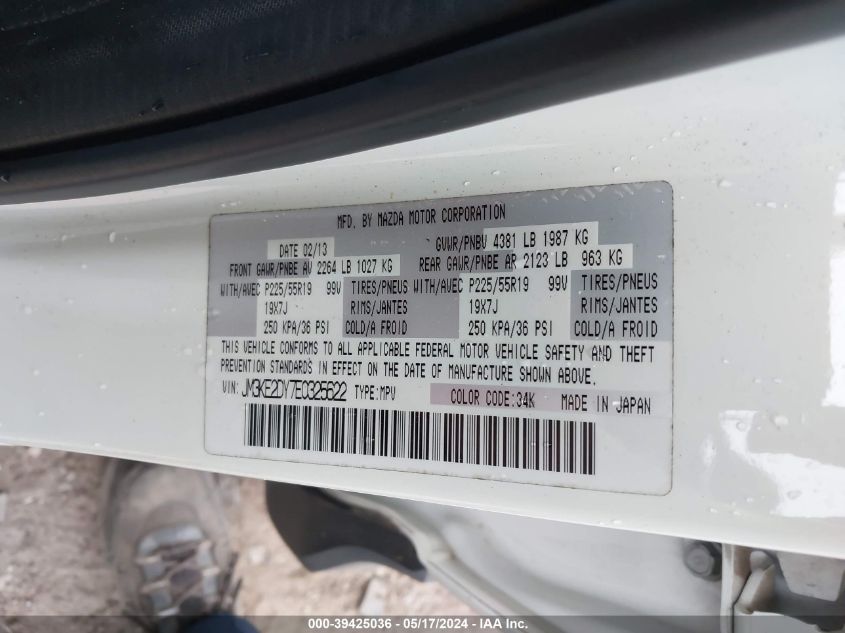 MFD. BY MAZDA MOTOR CORPORATION
DATE 02/13 GVWR/PNBV 4381 LB 1987 KG
FRONT GAWR/PNBE AV 2264 LB 1027 KG REAR GAWR/PNBE AR 2123 LB 963 KG
WITH/AVEC P225/55R19 99V TIRES/PNEUS WITH/AVEC P225/55R19 99V TIRES/PNEUS
19X7J RIMS/JANTES 19X7J RIMS/JANTES
250 KPA/36 PSI COLD/A FROID 250 KPA/36 PSI COLD/A FROID
THIS VEHICLE CONFORMS TO ALL APPLICABLE FEDERAL MOTOR VEHICLE SAFETY AND THEFT
PREVENTION STANDARDS IN EFFECT ON THE DATE OF MANUFACTURE SHOWN ABOVE.
VIN: JM3KE2DY7E0325622 TYPE:MPV COLOR CODE:34K MADE IN JAPAN
000-39425036 - 05/17/2024 - IAA Inc.